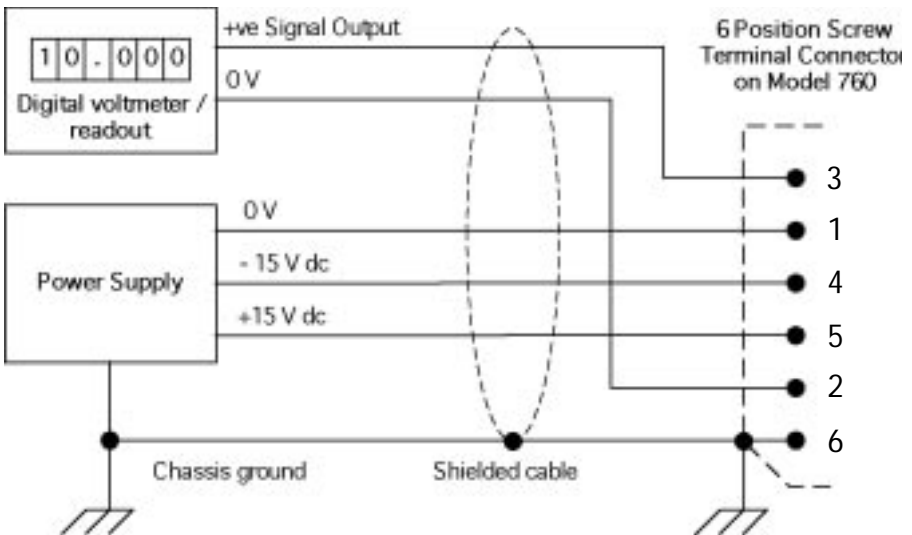 +ve Signal Output
10.000
0 V
Digital voltmeter /
readout
6 Position Screw
Terminal Connector
on Model 760
3
0 V
1
Power Supply
- 15 V dc
4
+15 V dc
5
2
6
Chassis ground
Shielded cable